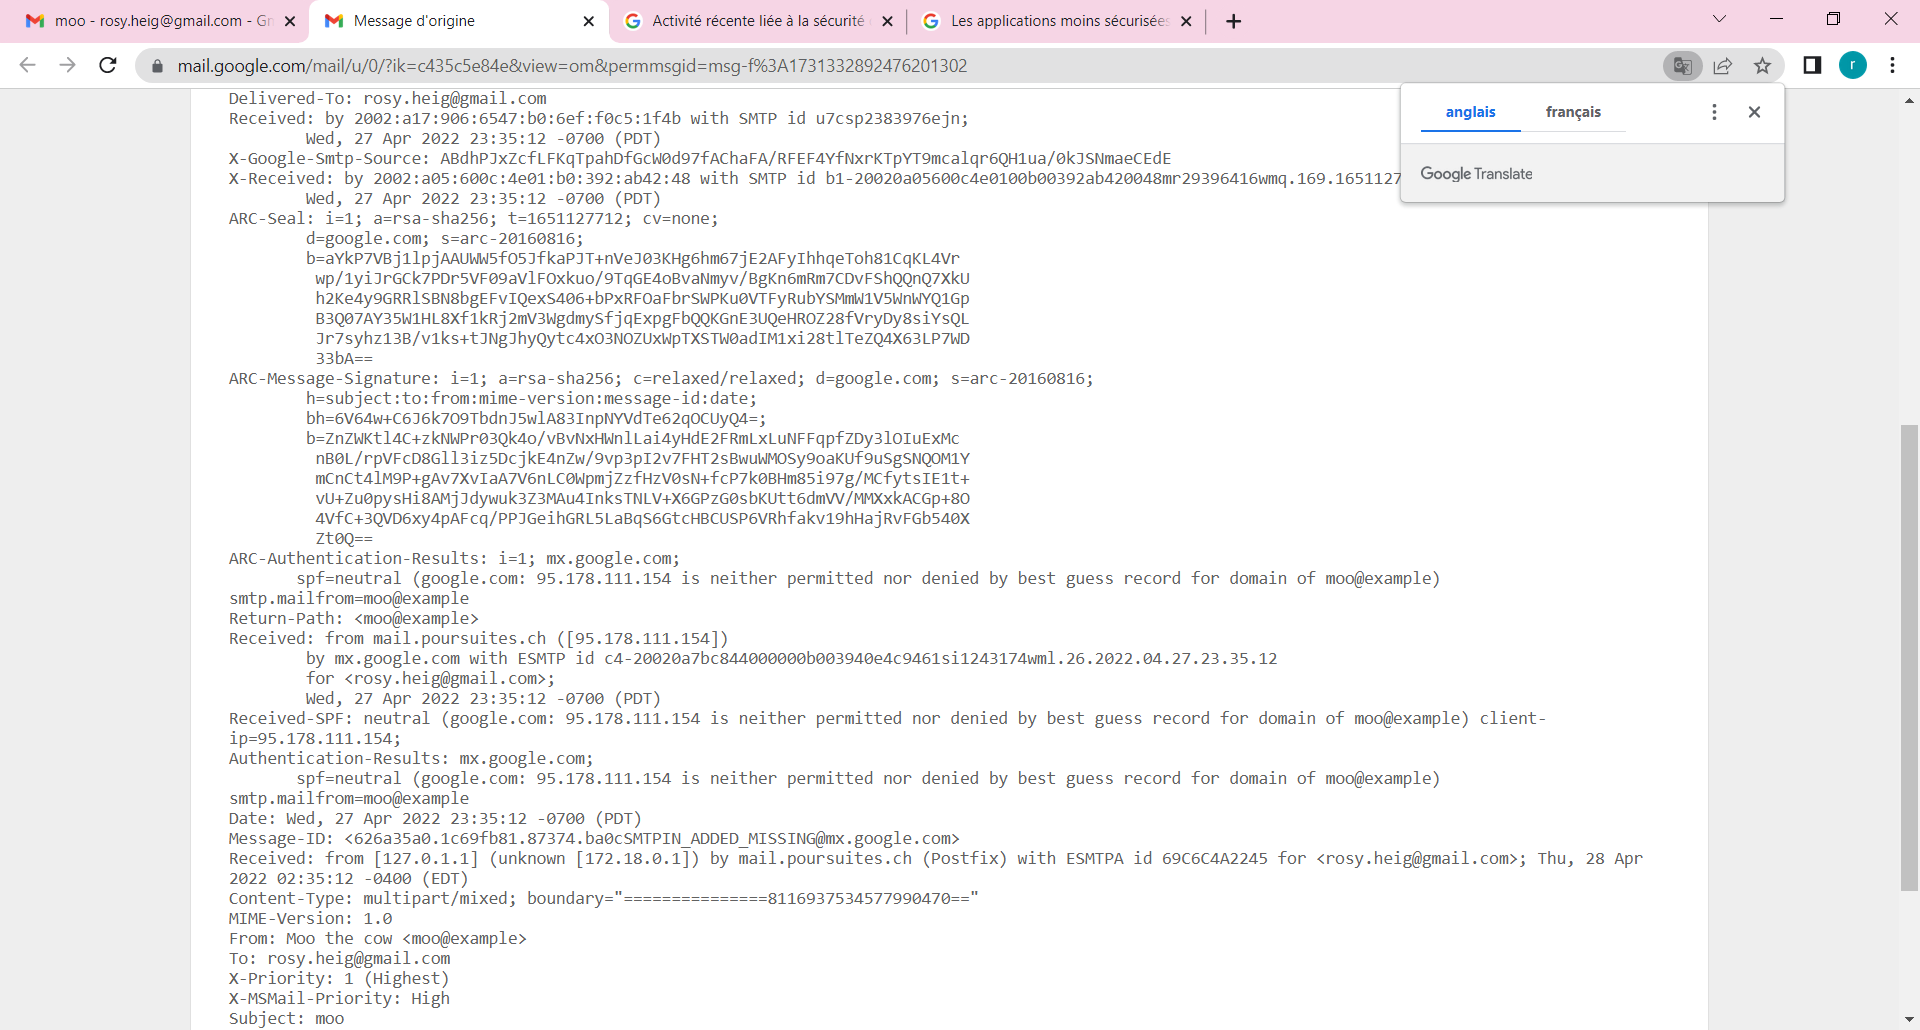 moo - rosy.heig@gmail.com - Gm
Message d'origine
Activité récente liée à la sécurité
Les applications moins sécurisées
mail.google.com/mail/u/0/?ik=c435c5e84e&view=om&permmsgid=msg-f%3A1731332892476201302
r
anglais
français
Google Translate
Delivered-To: rosy.heig@gmail.com
Received: by 2002:a17:906:6547:b0:6ef:f0c5:1f4b with SMTP id u7csp2383976ejn;
Wed, 27 Apr 2022 23:35:12 -0700 (PDT)
X-Google-Smtp-Source: ABdhPJxZcfLFKqTpahDfGcW0d97fAChaFA/RFEF4YfNxrKTpYT9mcalqr6QH1ua/0kJSNmaeCEdE
X-Received: by 2002:a05:600c:4e01:b0:392:ab42:48 with SMTP id b1-20020a05600c4e0100b00392ab420048mr29396416wmq.169.1651127
Wed, 27 Apr 2022 23:35:12 -0700 (PDT)
ARC-Seal: i=1; a=rsa-sha256; t=1651127712; cv=none;
d=google.com; s=arc-20160816;
b=aYkP7VBj1lpjAAUWW5fO5JfkaPJT+nVeJ03KHg6hm67jE2AFyIhhqeToh81CqKL4Vr
wp/1yiJrGCk7PDr5VF09aVlFOxkuo/9TqGE4oBvaNmyv/BgKn6mRm7CDvFShQQnQ7XkU
h2Ke4y9GRRlSBN8bgEFvIQexS406+bPxRFOaFbrSWPKu0VTFyRubYSMmW1V5WnWYQ1Gp
B3Q07AY35W1HL8Xf1kRj2mV3WgdmySfjqExpgFbQQKGnE3UQeHROZ28fVryDy8siYsQL
Jr7syhz13B/v1ks+tJNgJhyQytc4xO3NOZUxWpTXSTW0adIM1xi28tlTeZQ4X63LP7WD
33bA==
ARC-Message-Signature: i=1; a=rsa-sha256; c=relaxed/relaxed; d=google.com; s=arc-20160816;
h=subject:to:from:mime-version:message-id:date;
bh=6V64w+C6J6k7O9TbdnJ5wlA83InpNYVdTe62qOCUyQ4=;
b=ZnZWKtl4C+zkNWPr03Qk4o/vBvNxHWnlLai4yHdE2FRmLxLuNFFqpfZDy3lOIuExMc
nB0L/rpVFcD8Gll3iz5DcjkE4nZw/9vp3pI2v7FHT2sBwuWMOSy9oaKUf9uSgSNQOM1Y
mCnCt4lM9P+gAv7XvIaA7V6nLC0WpmjZzfHzV0sN+fcP7k0BHm85i97g/MCfytsIE1t+
vU+Zu0pysHi8AMjJdywuk3Z3MAu4InksTNLV+X6GPzG0sbKUtt6dmVV/MMXxkACGp+8O
4VfC+3QVD6xy4pAFcq/PPJGeihGRL5LaBqS6GtcHBCUSP6VRhfakv19hHajRvFGb540X
Zt0Q==
ARC-Authentication-Results: i=1; mx.google.com;
spf=neutral (google.com: 95.178.111.154 is neither permitted nor denied by best guess record for domain of moo@example)
smtp.mailfrom=moo@example
Return-Path: <moo@example>
Received: from mail.poursuites.ch ([95.178.111.154])
by mx.google.com with ESMTP id c4-20020a7bc844000000b003940e4c9461si1243174wml.26.2022.04.27.23.35.12
for <rosy.heig@gmail.com>;
Wed, 27 Apr 2022 23:35:12 -0700 (PDT)
Received-SPF: neutral (google.com: 95.178.111.154 is neither permitted nor denied by best guess record for domain of moo@example) client-
ip=95.178.111.154;
Authentication-Results: mx.google.com;
spf=neutral (google.com: 95.178.111.154 is neither permitted nor denied by best guess record for domain of moo@example)
smtp.mailfrom=moo@example
Date: Wed, 27 Apr 2022 23:35:12 -0700 (PDT)
Message-ID: <626a35a0.1c69fb81.87374.ba0cSMTPIN_ADDED_MISSING@mx.google.com>
Received: from [127.0.1.1] (unknown [172.18.0.1]) by mail.poursuites.ch (Postfix) with ESMTPA id 69C6C4A2245 for <rosy.heig@gmail.com>; Thu, 28 Apr
2022 02:35:12 -0400 (EDT)
Content-Type: multipart/mixed; boundary="===============8116937534577990470=="
MIME-Version: 1.0
From: Moo the cow <moo@example>
To: rosy.heig@gmail.com
X-Priority: 1 (Highest)
X-MSMail-Priority: High
Subject: moo